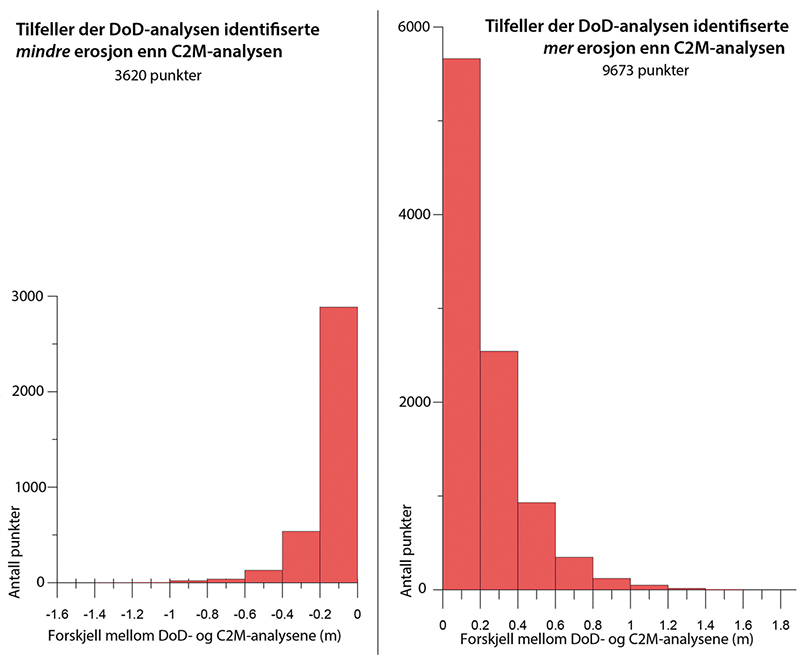 Tilfeller der DoD-analysen identifiserte
mindre erosjon enn C2M-analysen
3620 punkter
3000
2000
1000
0
Antall punkter
-1.6 -1.4 -1.2 -1 -0.8 -0.6 -0.4 -0.2 0
Forskjell mellom DoD- og C2M-analysene (m)
Tilfeller der DoD-analysen identifiserte
mer erosjon enn C2M-analysen
9673 punkter
6000
4000
2000
0
Antall punkter
0 0.2 0.4 0.6 0.8 1 1.2 1.4 1.6 1.8
Forskjell mellom DoD- og C2M-analysene (m)